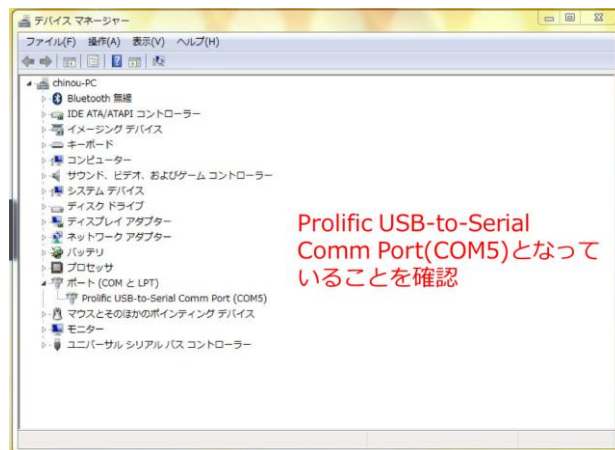 デバイス マネージャー
ファイル(F) 操作(A) 表示(V) ヘルプ(H)
chinou-PC
Bluetooth 無線
IDE ATA/ATAPI コントローラー
イメージング デバイス
キーボード
コンピューター
サウンド、ビデオ、およびゲーム コントローラー
システム デバイス
ディスク ドライブ
ディスプレイ アダプター
ネットワーク アダプター
バッテリ
プロセッサ
ポート (COM と LPT)
Prolific USB-to-Serial Comm Port (COM5)
マウスとそのほかのポインティング デバイス
モニター
ユニバーサル シリアル バス コントローラー
Prolific USB-to-Serial
Comm Port(COM5)となって
いることを確認